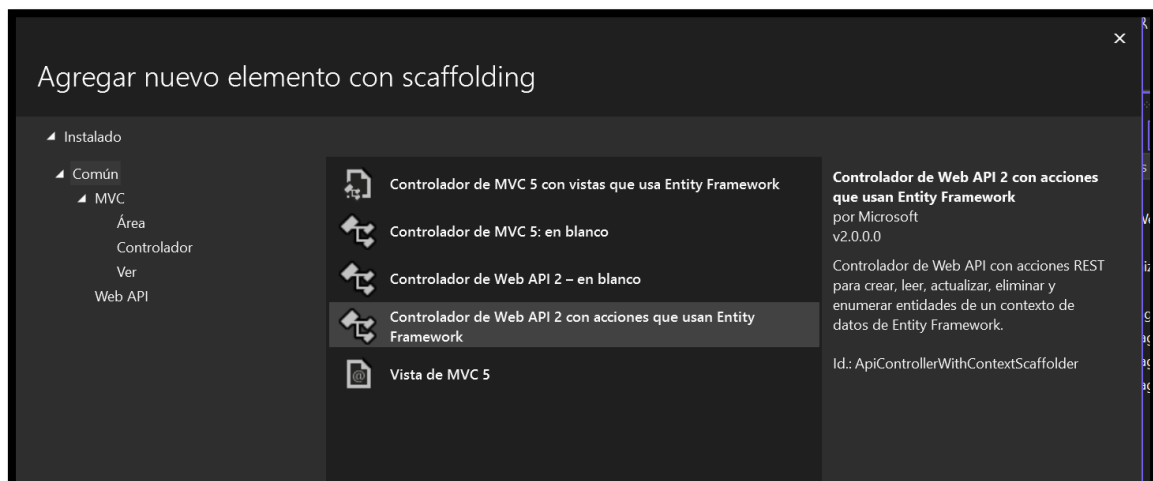 Agregar nuevo elemento con scaffolding
Instalado
Común
MVC
Área
Controlador
Ver
Web API
Controlador de MVC 5 con vistas que usa Entity Framework
Controlador de MVC 5: en blanco
Controlador de Web API 2 – en blanco
Controlador de Web API 2 con acciones que usan Entity
Framework
Vista de MVC 5
Controlador de Web API 2 con acciones
que usan Entity Framework
por Microsoft
v2.0.0.0
Controlador de Web API con acciones REST
para crear, leer, actualizar, eliminar y
enumerar entidades de un contexto de
datos de Entity Framework.
Id.: ApiControllerWithContextScaffolder